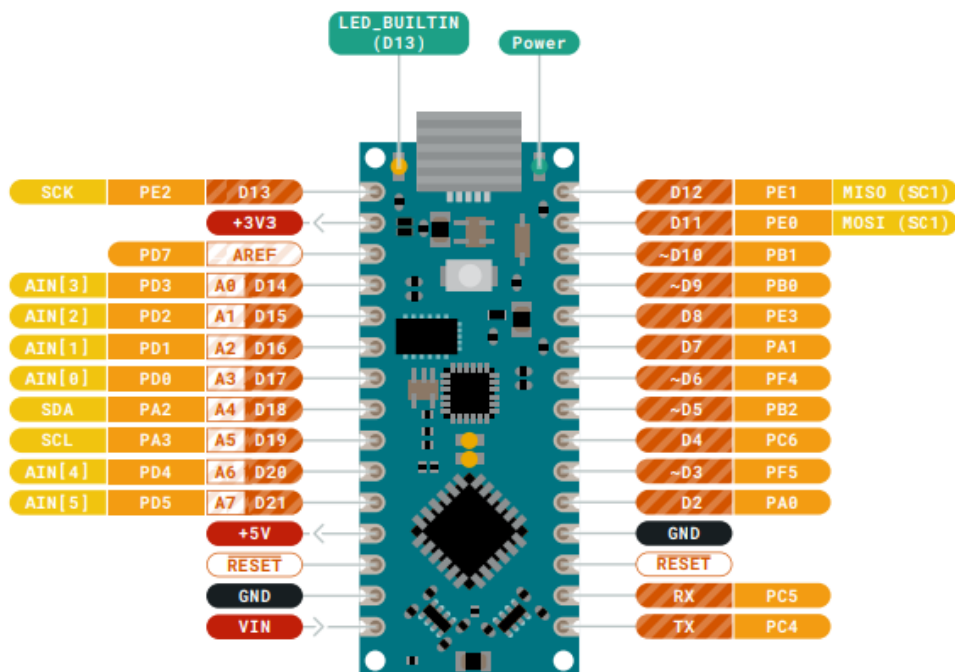 LED_BUILTIN
(D13)
Power
SCK PE2 D13 D12 PE1 MISO (SC1)
+3V3 D11 PE0 MOSI (SC1)
PD7 AREF ~D10 PB1
AIN[3] PD3 A0 D14 ~D9 PB0
AIN[2] PD2 A1 D15 D8 PE3
AIN[1] PD1 A2 D16 D7 PA1
AIN[0] PD0 A3 D17 ~D6 PF4
SDA PA2 A4 D18 ~D5 PB2
SCL PA3 A5 D19 D4 PC6
AIN[4] PD4 A6 D20 ~D3 PF5
AIN[5] PD5 A7 D21 D2 PA0
+5V GND
RESET RESET
GND RX PC5
VIN TX PC4